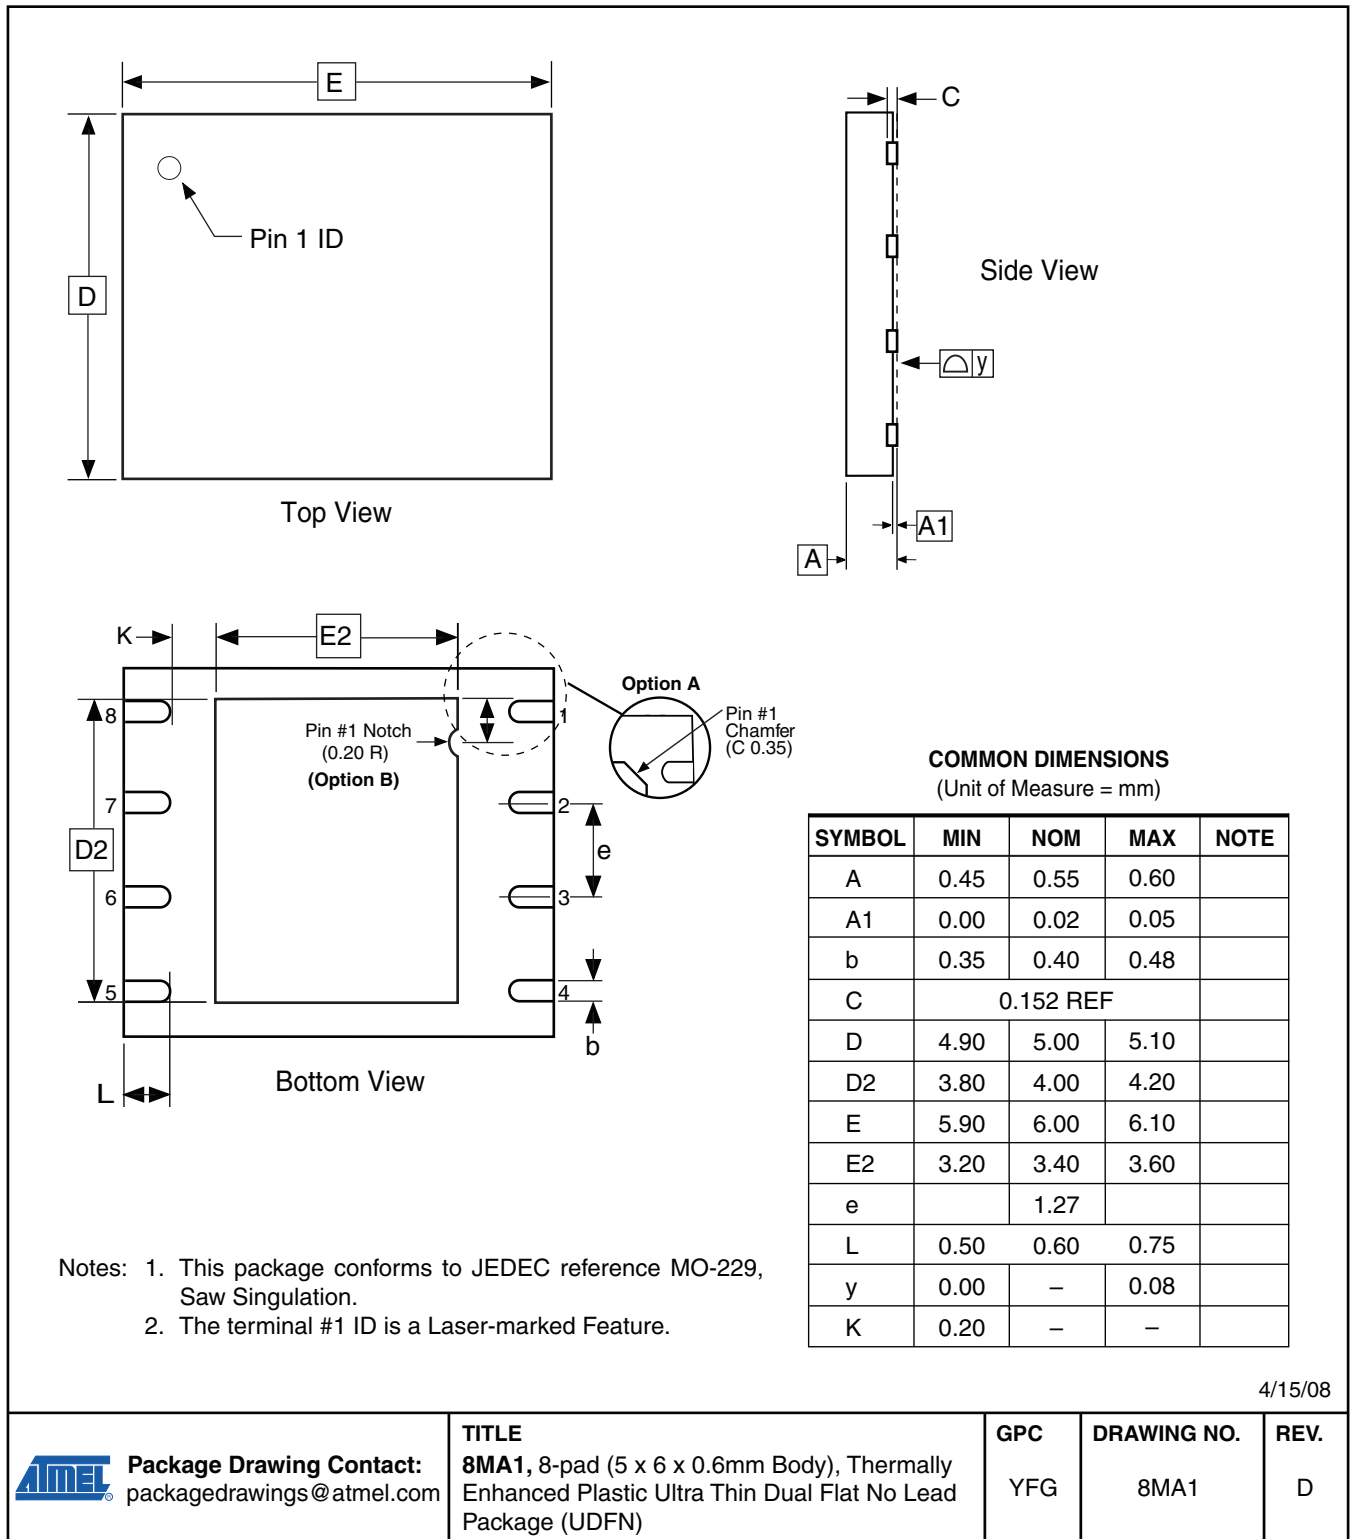 E
C
Pin 1 ID
D
Side View
y
Top View
A1
A
K
E2
Option A
8
1
Pin #1 Notch
(0.20 R)
(Option B)
Pin #1
Chamfer
(C 0.35)
7
2
D2
e
6
3
5
4
b
L
Bottom View
COMMON DIMENSIONS
(Unit of Measure = mm)
SYMBOL MIN NOM MAX NOTE
A 0.45 0.55 0.60
A1 0.00 0.02 0.05
b 0.35 0.40 0.48
C 0.152 REF
D 4.90 5.00 5.10
D2 3.80 4.00 4.20
E 5.90 6.00 6.10
E2 3.20 3.40 3.60
e 1.27
L 0.50 0.60 0.75
y 0.00 – 0.08
K 0.20 – –
Notes: 1. This package conforms to JEDEC reference MO-229,
Saw Singulation.
2. The terminal #1 ID is a Laser-marked Feature.
4/15/08
ATMEL®
Package Drawing Contact:
packagedrawings@atmel.com
TITLE
8MA1, 8-pad (5 x 6 x 0.6mm Body), Thermally
Enhanced Plastic Ultra Thin Dual Flat No Lead
Package (UDFN)
GPC
YFG
DRAWING NO.
8MA1
REV.
D